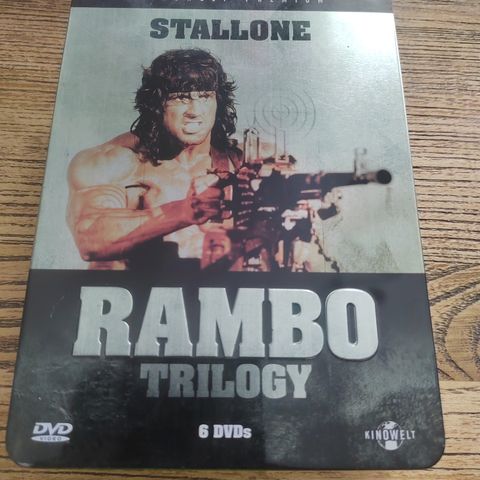 STALLONE
RAMBO
TRILOGY
DVD
VIDEO
6 DVDs
KINOWELT